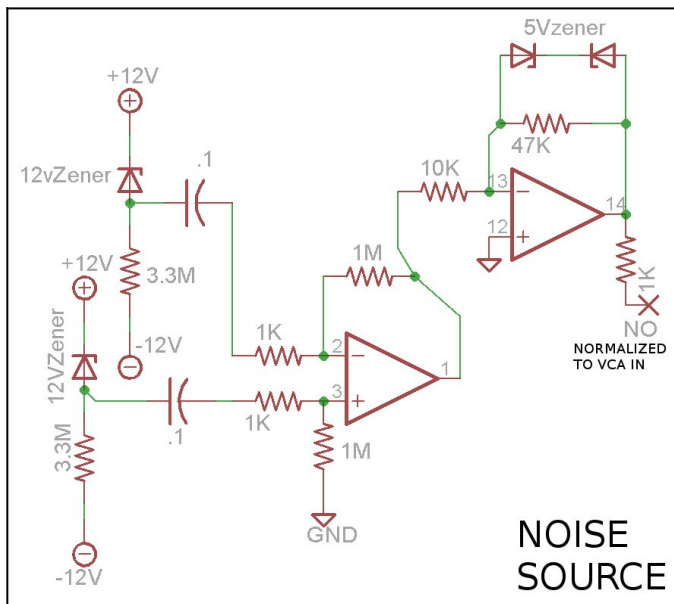 5Vzener
+12V
47K
.1
12vZener
10K
13
14
12
3.3M
+12V
1M
1K
NO
NORMALIZED
TO VCA IN
1K
2
-12V
12VZener
1
3
.1
1K
3.3M
1M
GND
-12V
NOISE
SOURCE